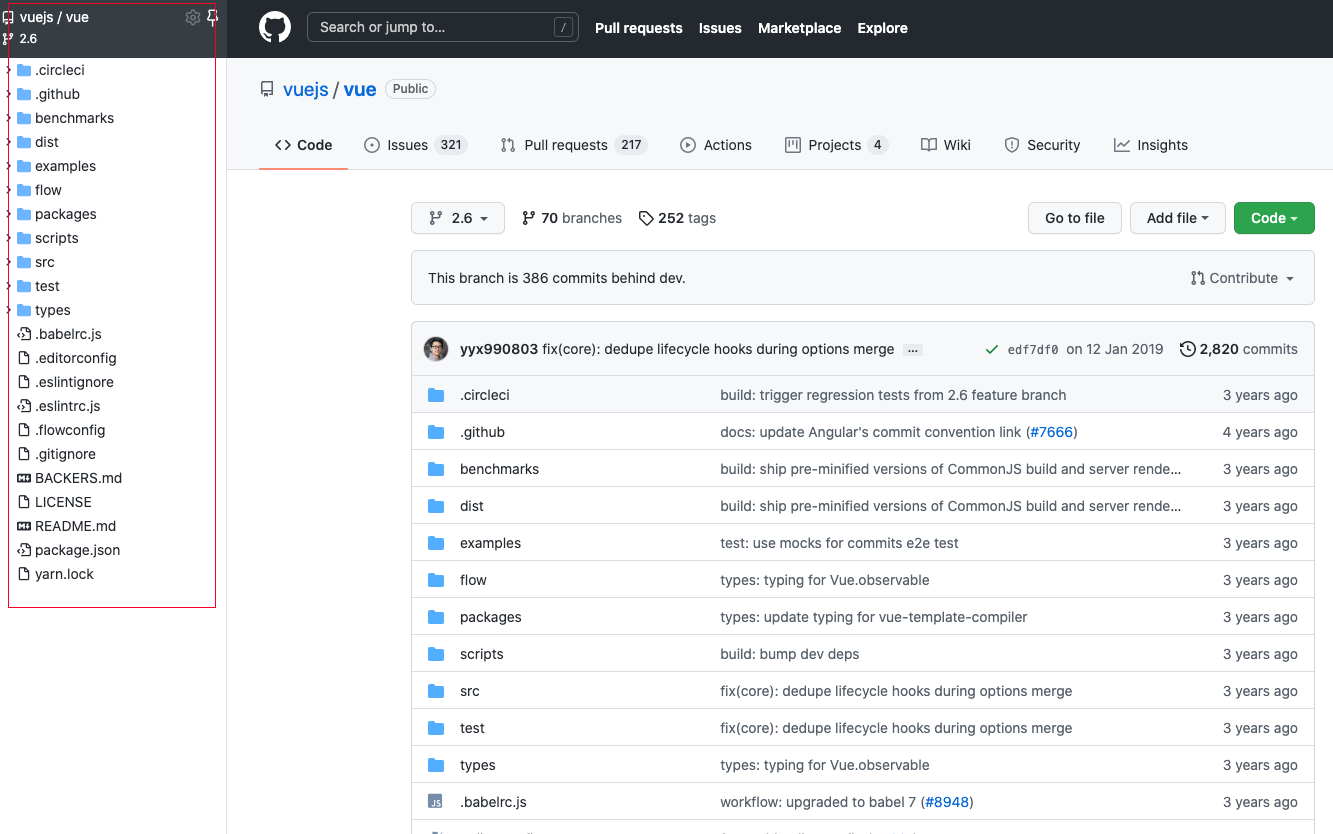 vuejs / vue
2.6
.circleci
.github
benchmarks
dist
examples
flow
packages
scripts
src
test
types
.babelrc.js
.editorconfig
.eslintignore
.eslintrc.js
.flowconfig
.gitignore
BACKERS.md
LICENSE
README.md
package.json
yarn.lock
Search or jump to... /
Pull requests Issues Marketplace Explore
vuejs / vue Public
Code Issues 321 Pull requests 217 Actions Projects 4 Wiki Security Insights
2.6 70 branches 252 tags Go to file Add file Code
This branch is 386 commits behind dev. Contribute
yyx990803 fix(core): dedupe lifecycle hooks during options merge ... edf7df0 on 12 Jan 2019 2,820 commits
.circleci build: trigger regression tests from 2.6 feature branch 3 years ago
.github docs: update Angular's commit convention link (#7666) 4 years ago
benchmarks build: ship pre-minified versions of CommonJS build and server rende... 3 years ago
dist build: ship pre-minified versions of CommonJS build and server rende... 3 years ago
examples test: use mocks for commits e2e test 3 years ago
flow types: typing for Vue.observable 3 years ago
packages types: update typing for vue-template-compiler 3 years ago
scripts build: bump dev deps 3 years ago
src fix(core): dedupe lifecycle hooks during options merge 3 years ago
test fix(core): dedupe lifecycle hooks during options merge 3 years ago
types types: typing for Vue.observable 3 years ago
JS .babelrc.js workflow: upgraded to babel 7 (#8948) 3 years ago